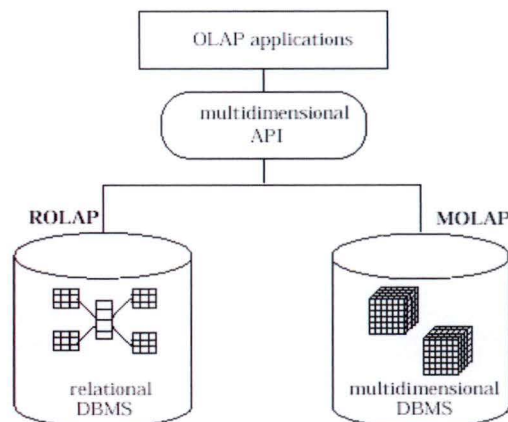 OLAP applications
multidimensional
API
ROLAP
MOLAP
relational
DBMS
multidimensional
DBMS